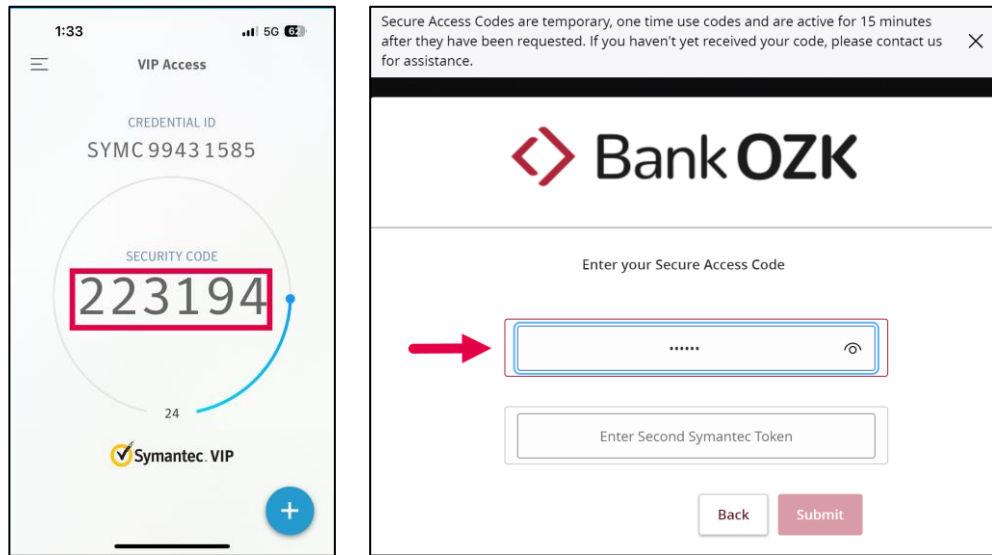 1:33
5G 62
VIP Access
CREDENTIAL ID
SYMC 9943 1585
SECURITY CODE
223194
24
Symantec. VIP
Secure Access Codes are temporary, one time use codes and are active for 15 minutes
after they have been requested. If you haven't yet received your code, please contact us
for assistance.
Bank OZK
Enter your Secure Access Code
••••••
Enter Second Symantec Token
Back
Submit